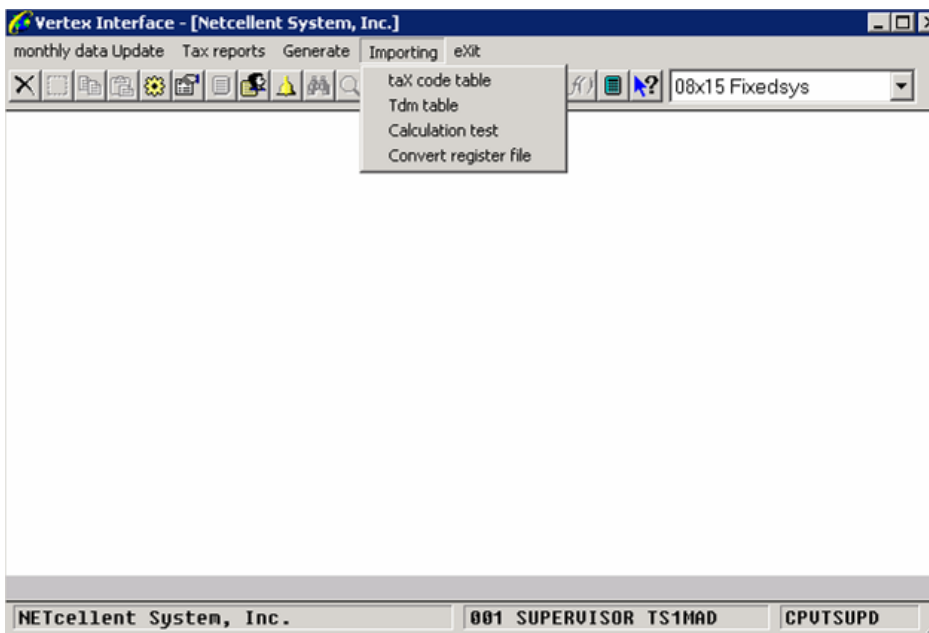 Vertex Interface - [Netcellent System, Inc.]
monthly data Update Tax reports Generate Importing eXit
f() 08x15 Fixedsys
taX code table
Tdm table
Calculation test
Convert register file
NETcellent System, Inc. 001 SUPERVISOR TS1MAD CPVTSUPD